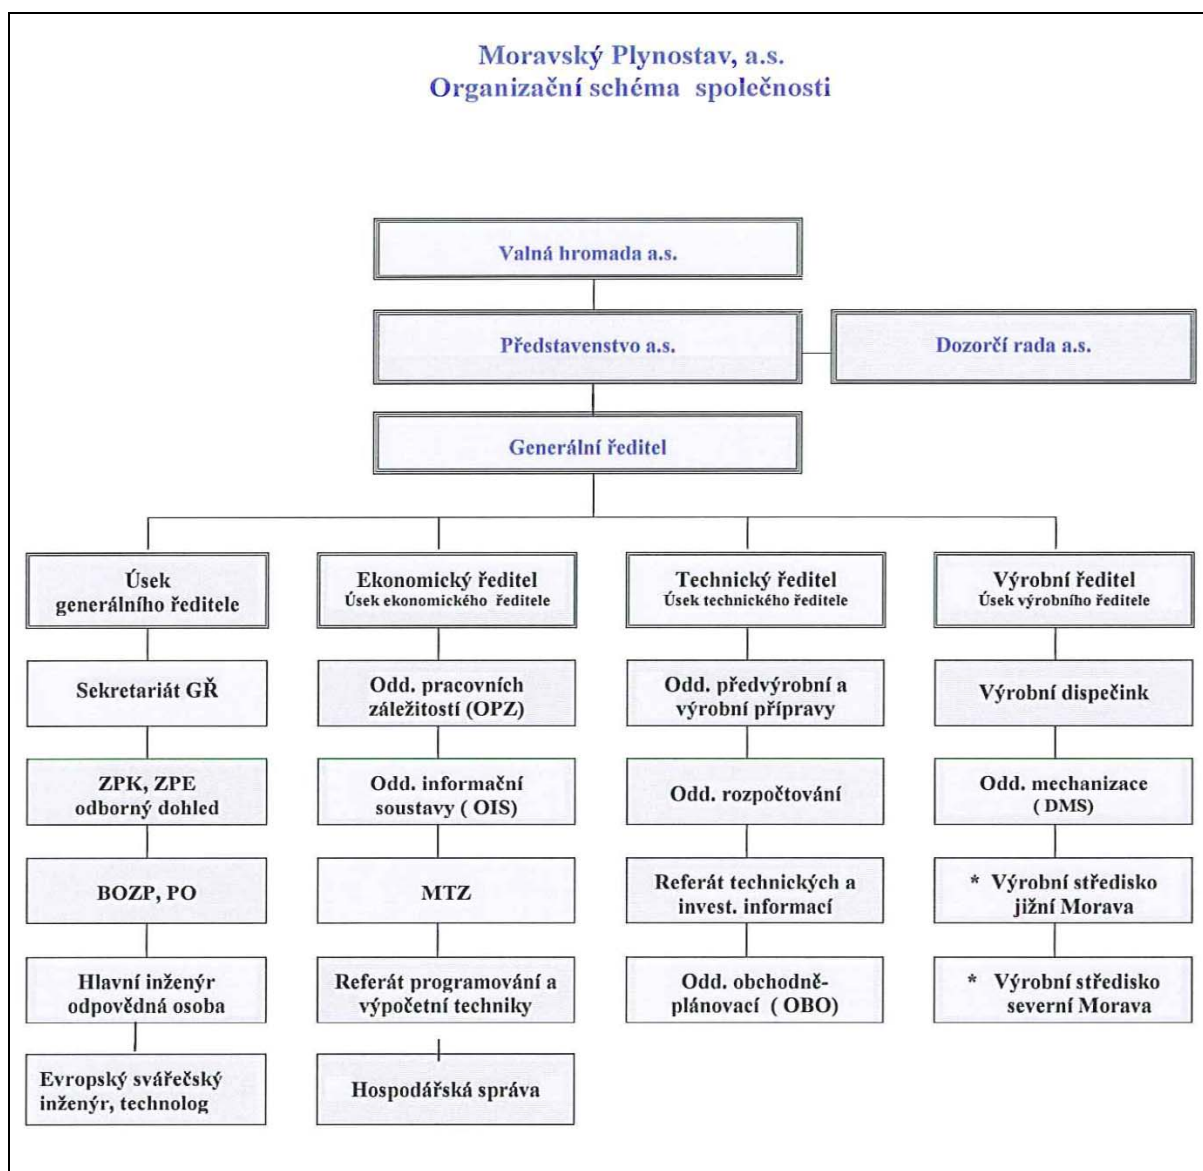 Moravský Plynostav, a.s.
Organizační schéma společnosti
Valná hromada a.s.
Představenstvo a.s.
Dozorčí rada a.s.
Generální ředitel
Úsek
generálního ředitele
Sekretariát GŘ
ZPK, ZPE
odborný dohled
BOZP, PO
Hlavní inženýr
odpovědná osoba
Evropský svářečský
inženýr, technolog
Ekonomický ředitel
Úsek ekonomického ředitele
Odd. pracovních
záležitostí (OPZ)
Odd. informační
soustavy ( OIS)
MTZ
Referát programování a
výpočetní techniky
Hospodářská správa
Technický ředitel
Úsek technického ředitele
Odd. předvýrobní a
výrobní přípravy
Odd. rozpočtování
Referát technických a
invest. informací
Odd. obchodně-
plánovací ( OBO)
Výrobní ředitel
Úsek výrobního ředitele
Výrobní dispečink
Odd. mechanizace
( DMS)
* Výrobní středisko
jižní Morava
* Výrobní středisko
severní Morava